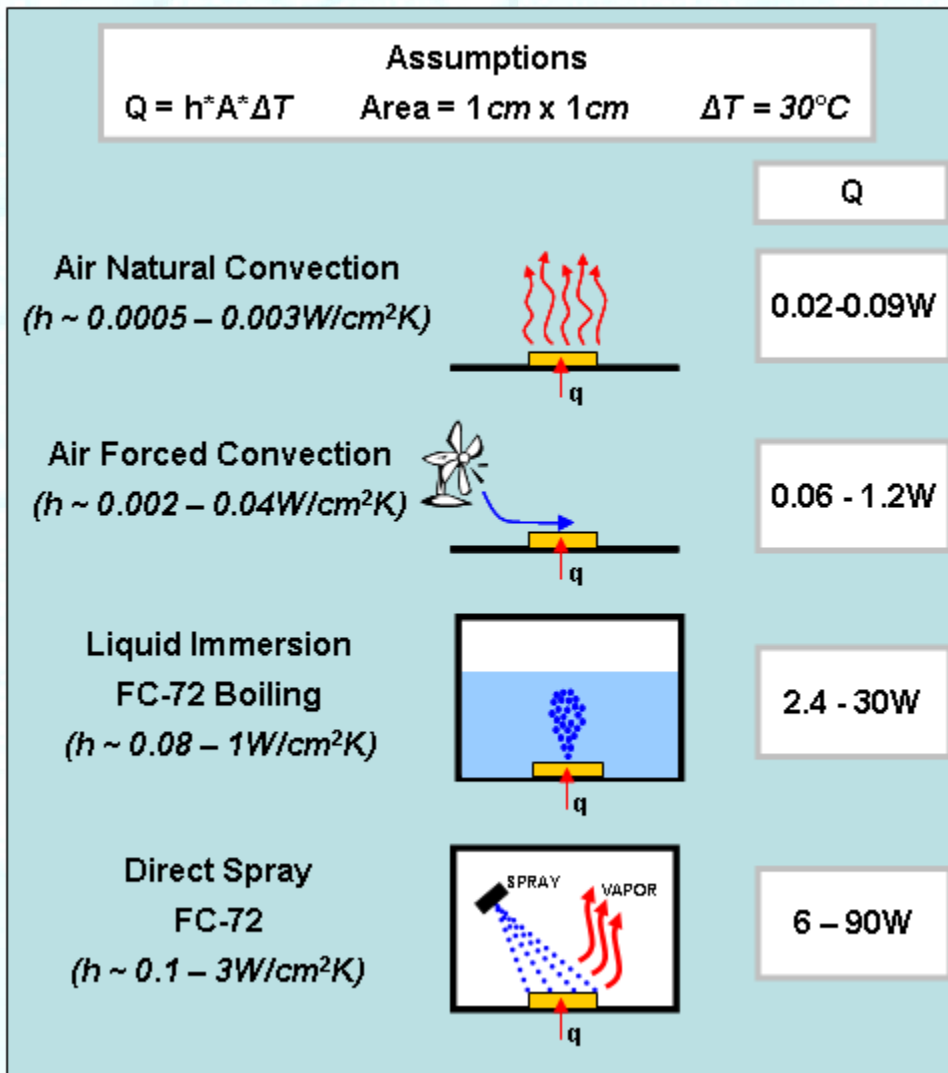 Assumptions
Q = h*A*ΔT Area = 1cm x 1cm ΔT = 30°C
Q
Air Natural Convection
(h ~ 0.0005 – 0.003W/cm²K)
0.02-0.09W
q
Air Forced Convection
(h ~ 0.002 – 0.04W/cm²K)
0.06 - 1.2W
q
Liquid Immersion
FC-72 Boiling
(h ~ 0.08 – 1W/cm²K)
2.4 - 30W
q
Direct Spray
FC-72
(h ~ 0.1 – 3W/cm²K)
SPRAY VAPOR
6 – 90W
q